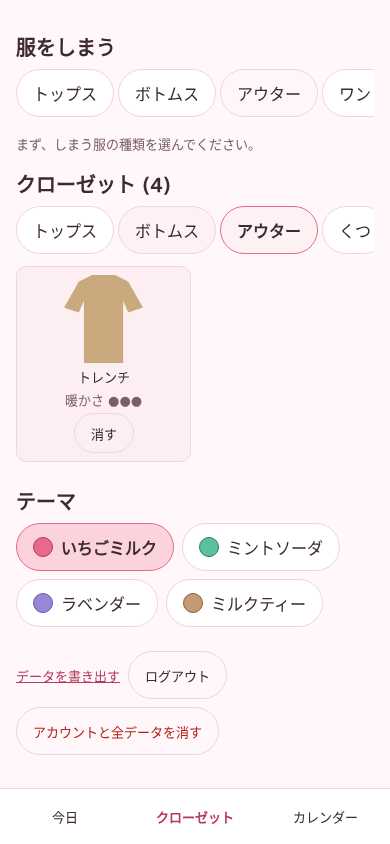 服をしまう
トップス ボトムス アウター ワン
まず、しまう服の種類を選んでください。
クローゼット (4)
トップス ボトムス アウター くつ
トレンチ
暖かさ ●●●
消す
テーマ
いちごミルク ミントソーダ
ラベンダー ミルクティー
データを書き出す ログアウト
アカウントと全データを消す
今日 クローゼット カレンダー